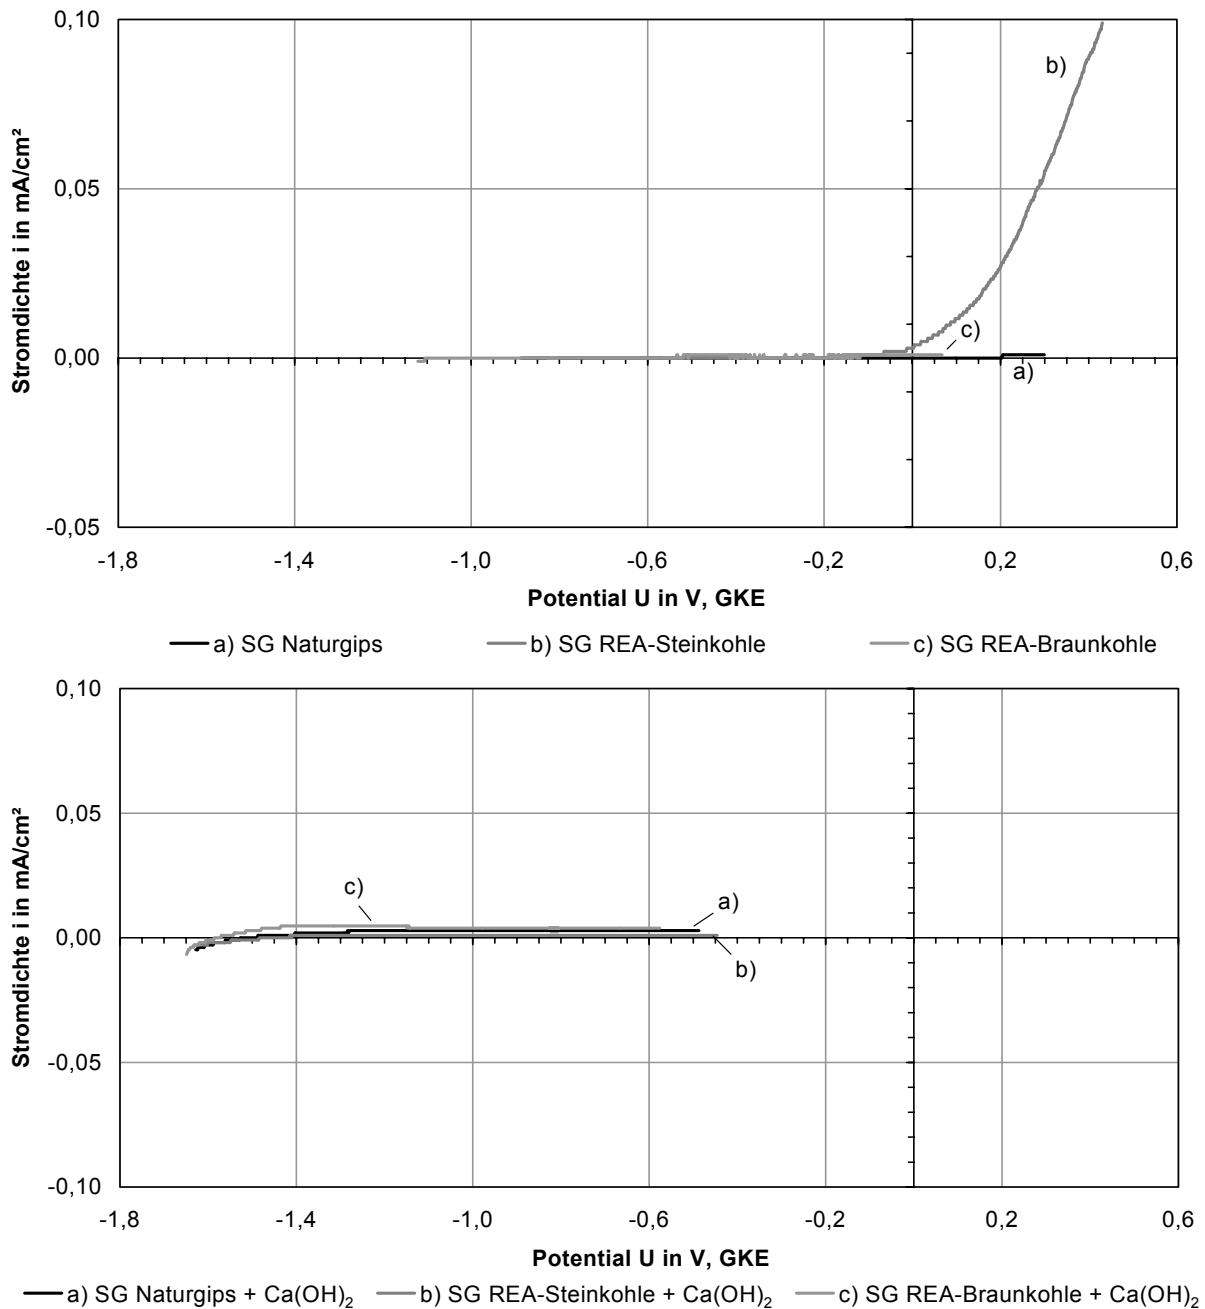 Stromdichte i in mA/cm²
0,10
b)
0,05
c)
0,00
a)
-0,05
-1,8 -1,4 -1,0 -0,6 -0,2 0,2 0,6
Potential U in V, GKE
a) SG Naturgips b) SG REA-Steinkohle c) SG REA-Braunkohle
Stromdichte i in mA/cm²
0,10
0,05
c)
a)
0,00
b)
-0,05
-0,10
-1,8 -1,4 -1,0 -0,6 -0,2 0,2 0,6
Potential U in V, GKE
a) SG Naturgips + Ca(OH)₂ b) SG REA-Steinkohle + Ca(OH)₂ c) SG REA-Braunkohle + Ca(OH)₂